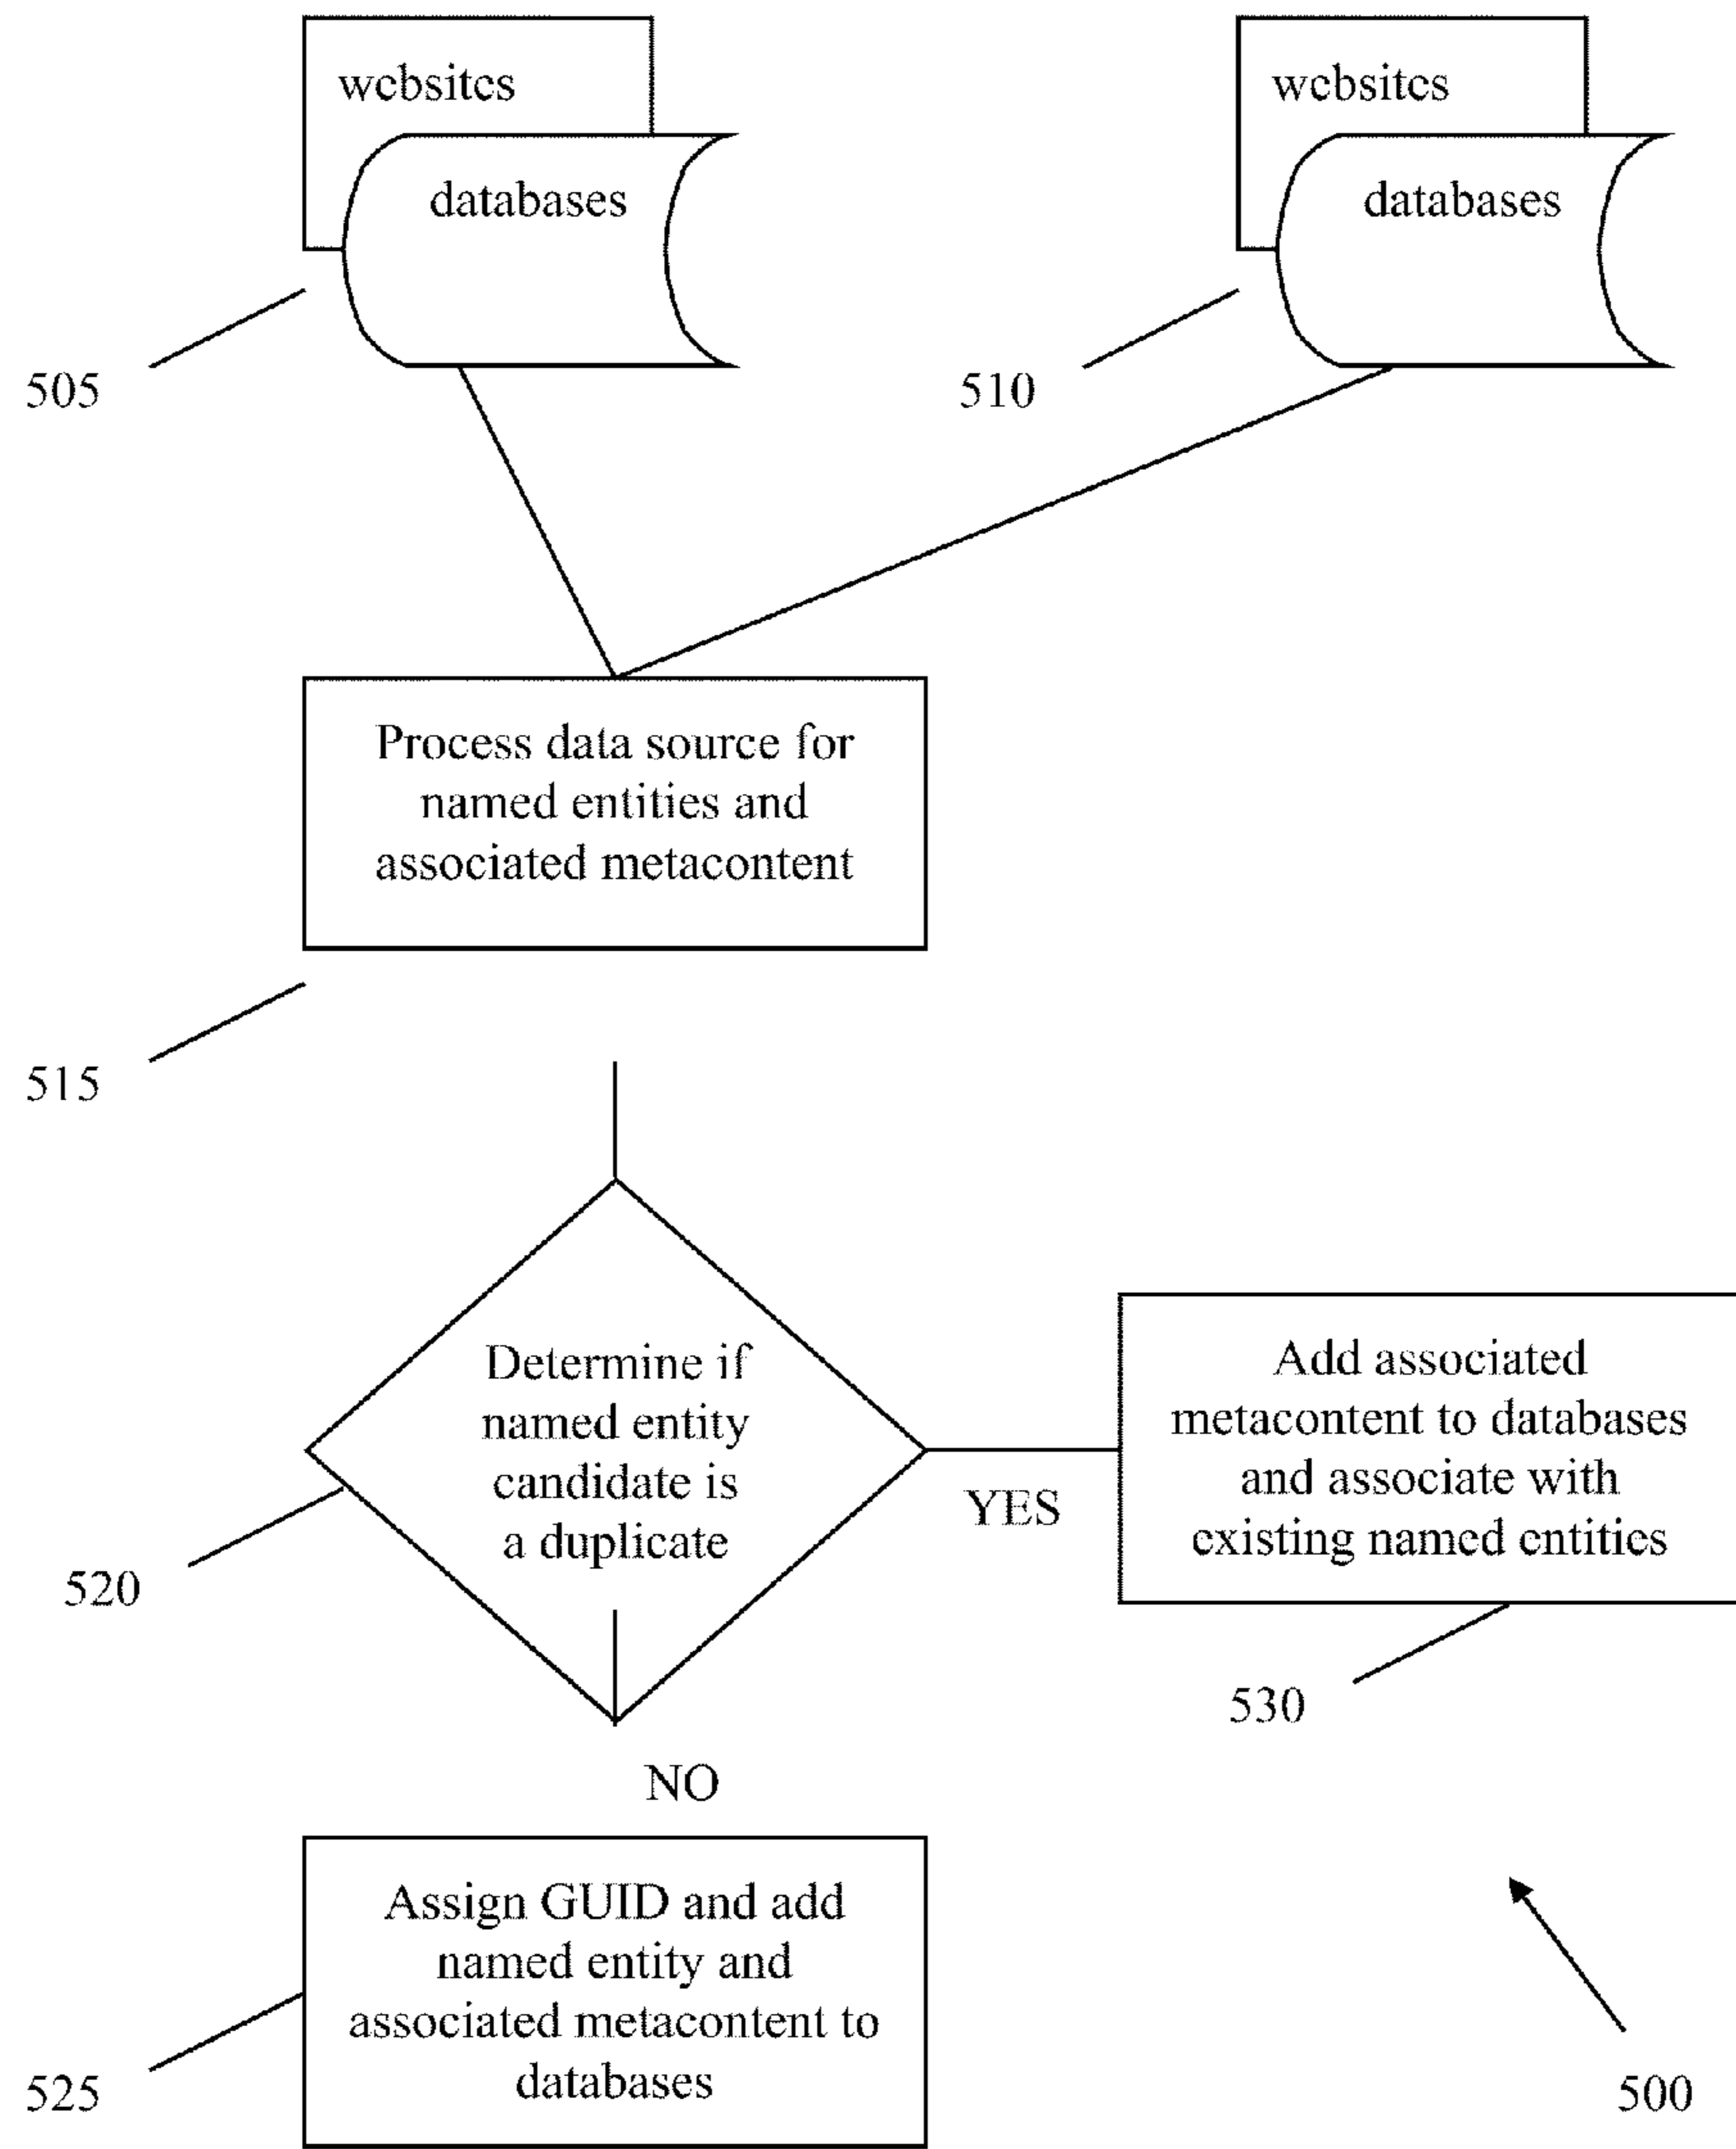 websites
databases
websites
databases
505
510
Process data source for
named entities and
associated metacontent
515
Determine if
named entity
candidate is
a duplicate
YES
Add associated
metacontent to databases
and associate with
existing named entities
520
530
NO
Assign GUID and add
named entity and
associated metacontent to
databases
525
500